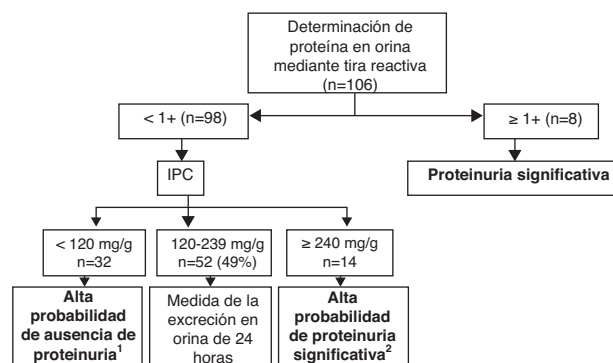 Determinación de
proteína en orina
mediante tira reactiva
(n=106)
< 1+ (n=98)
≥ 1+ (n=8)
IPC
Proteinuria significativa
< 120 mg/g
n=32
120-239 mg/g
n=52 (49%)
≥ 240 mg/g
n=14
Alta
probabilidad
de ausencia de
proteinuria¹
Medida de la
excreción en
orina de 24
horas
Alta
probabilidad
de proteinuria
significativa²